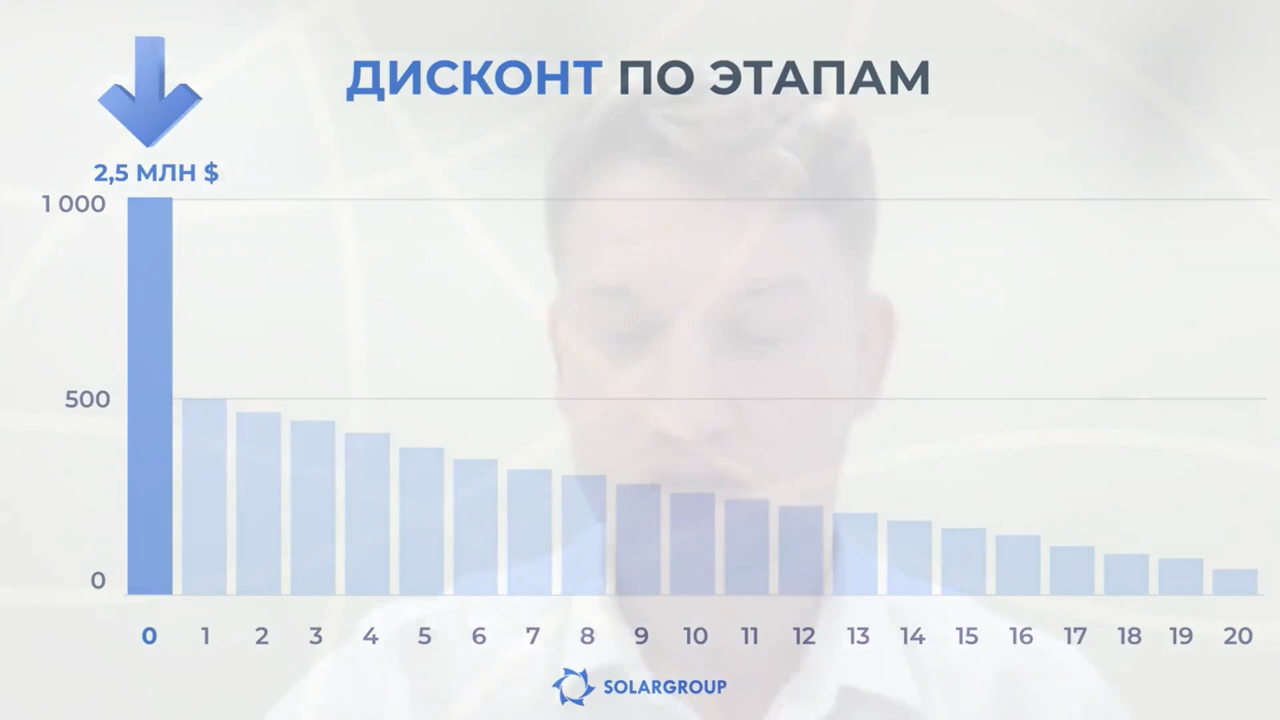 ДИСКОНТ ПО ЭТАПАМ
2,5 МЛН $
1 000
500
0
0 1 2 3 4 5 6 7 8 9 10 11 12 13 14 15 16 17 18 19 20
SOLARGROUP